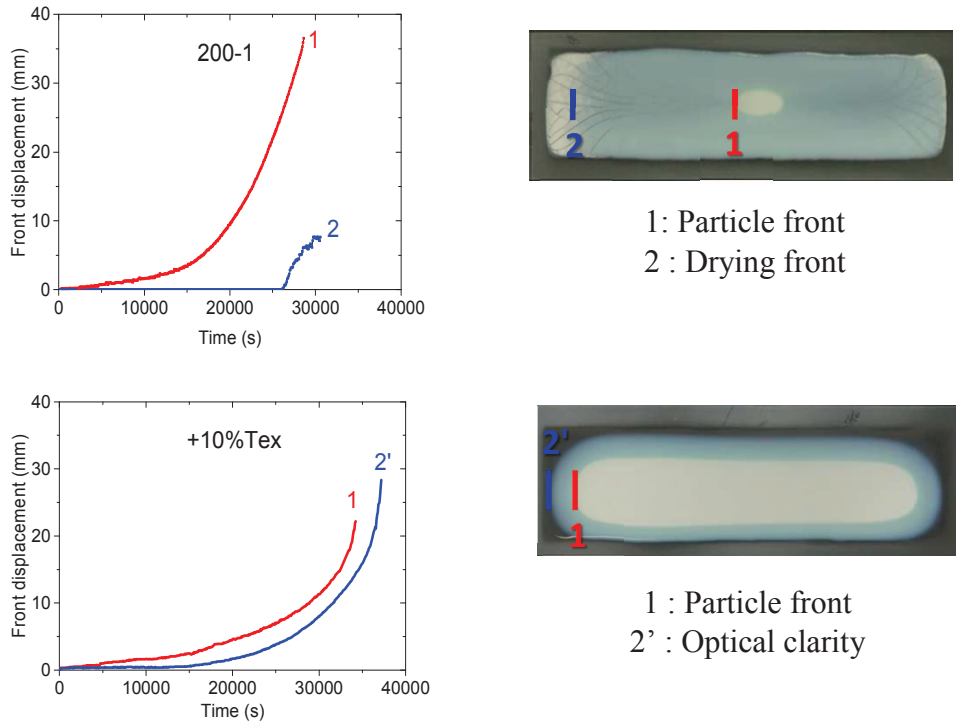 40
30
20
10
0
Front displacement (mm)
200-1
1
2
0 10000 20000 30000 40000
Time (s)
2
1
1: Particle front
2 : Drying front
40
30
20
10
0
Front displacement (mm)
+10%Tex
1
2'
0 10000 20000 30000 40000
Time (s)
2'
1
1 : Particle front
2’ : Optical clarity